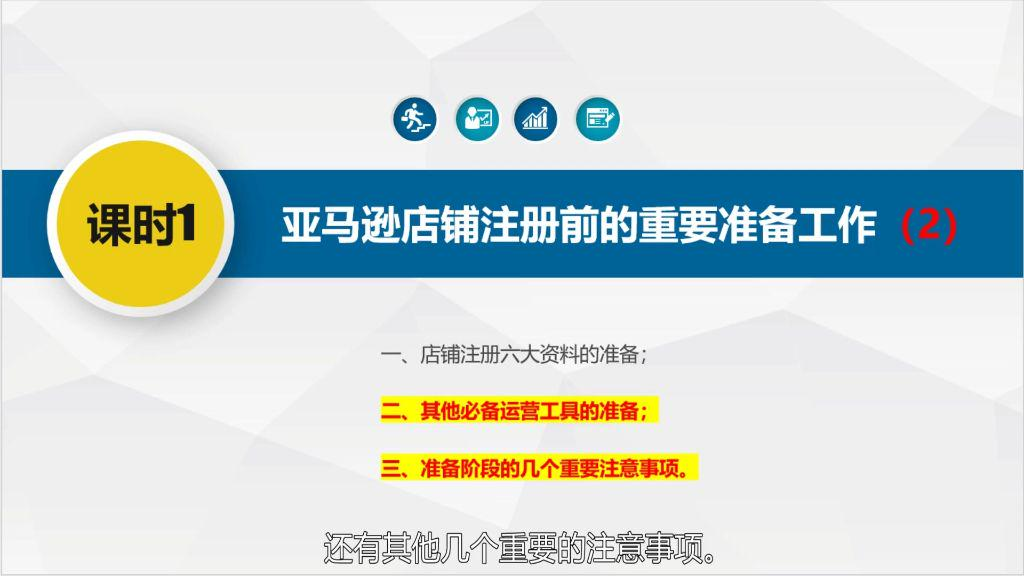 课时1
亚马逊店铺注册前的重要准备工作（2）
一、店铺注册六大资料的准备；
二、其他必备运营工具的准备；
三、准备阶段的几个重要注意事项。
还有其他几个重要的注意事项。